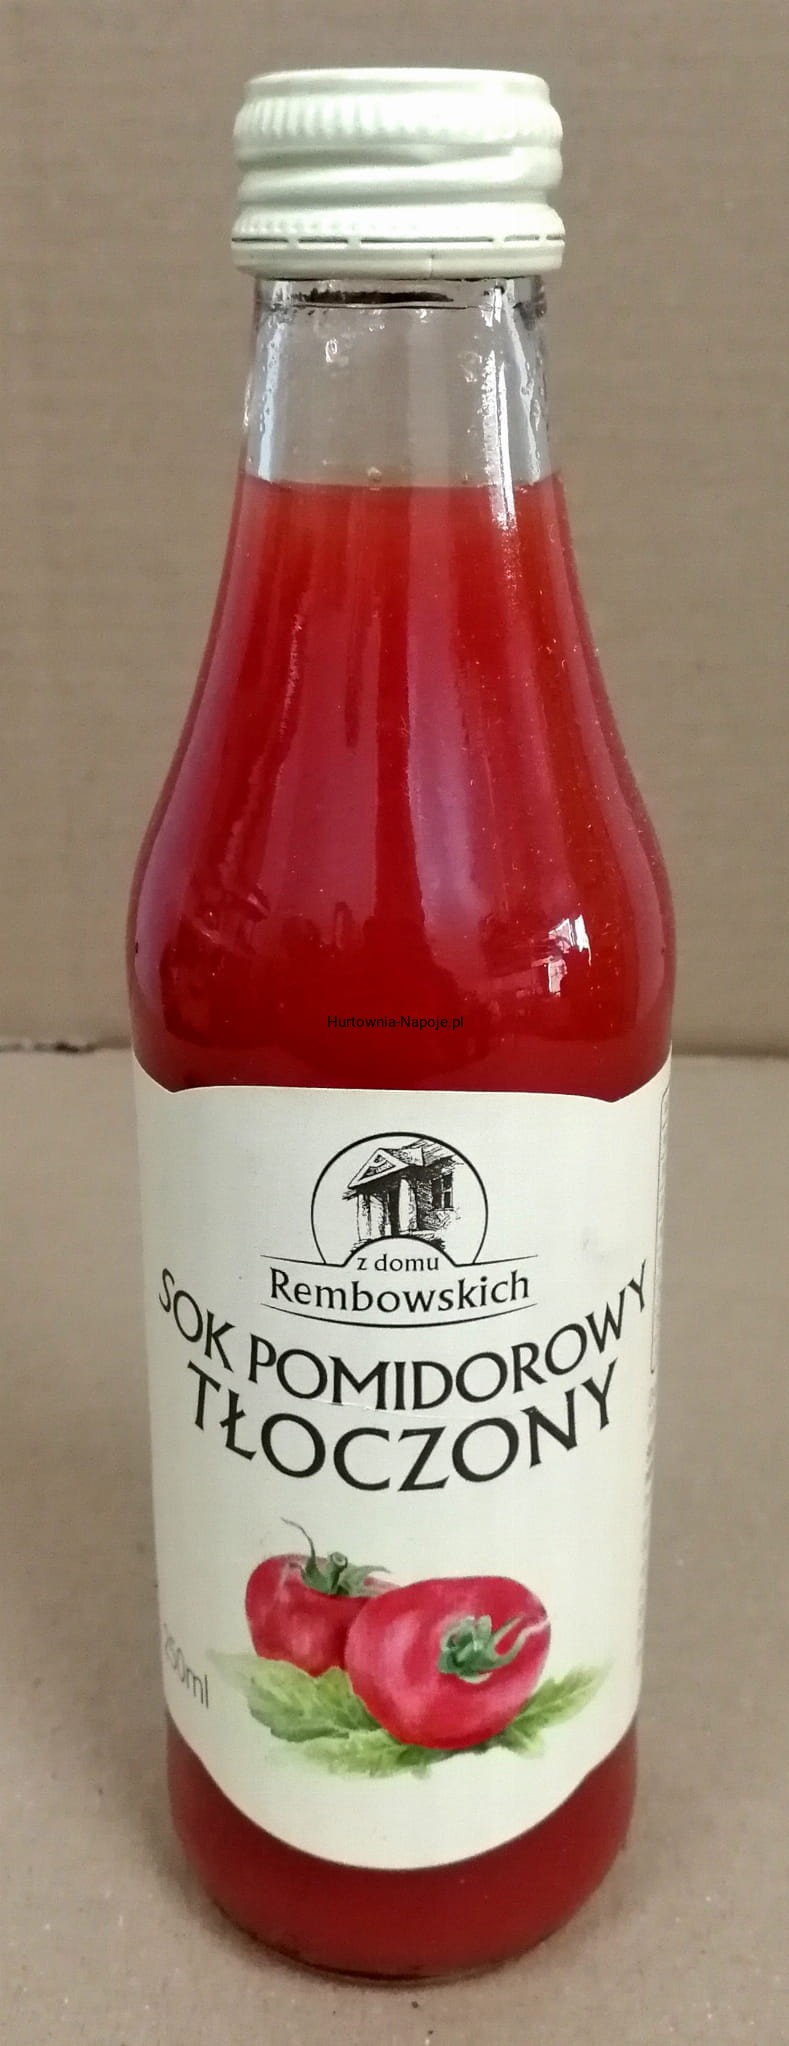 Hurtownia-Napoje.pl
z domu
Rembowskich
SOK POMIDOROWY
TŁOCZONY
250ml